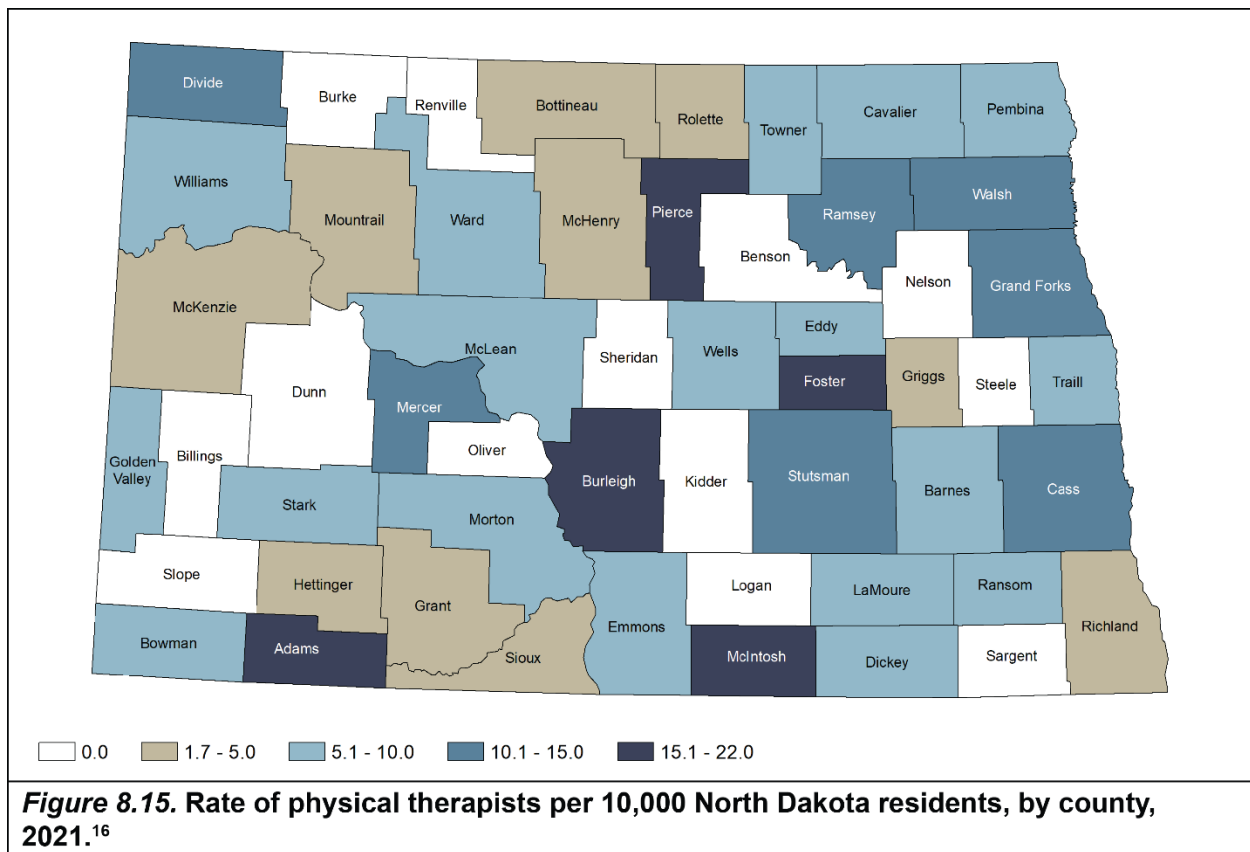 Divide
Burke
Renville
Bottineau
Rolette
Towner
Cavalier
Pembina
Williams
Mountrail
Ward
McHenry
Pierce
Benson
Ramsey
Walsh
Nelson
Grand Forks
McKenzie
Dunn
McLean
Sheridan
Wells
Eddy
Foster
Griggs
Steele
Traill
Mercer
Oliver
Golden
Valley
Billings
Stark
Morton
Burleigh
Kidder
Stutsman
Barnes
Cass
Slope
Hettinger
Grant
Sioux
Emmons
Logan
LaMoure
Ransom
Richland
Bowman
Adams
McIntosh
Dickey
Sargent
0.0 1.7 - 5.0 5.1 - 10.0 10.1 - 15.0 15.1 - 22.0
Figure 8.15. Rate of physical therapists per 10,000 North Dakota residents, by county,
2021.16